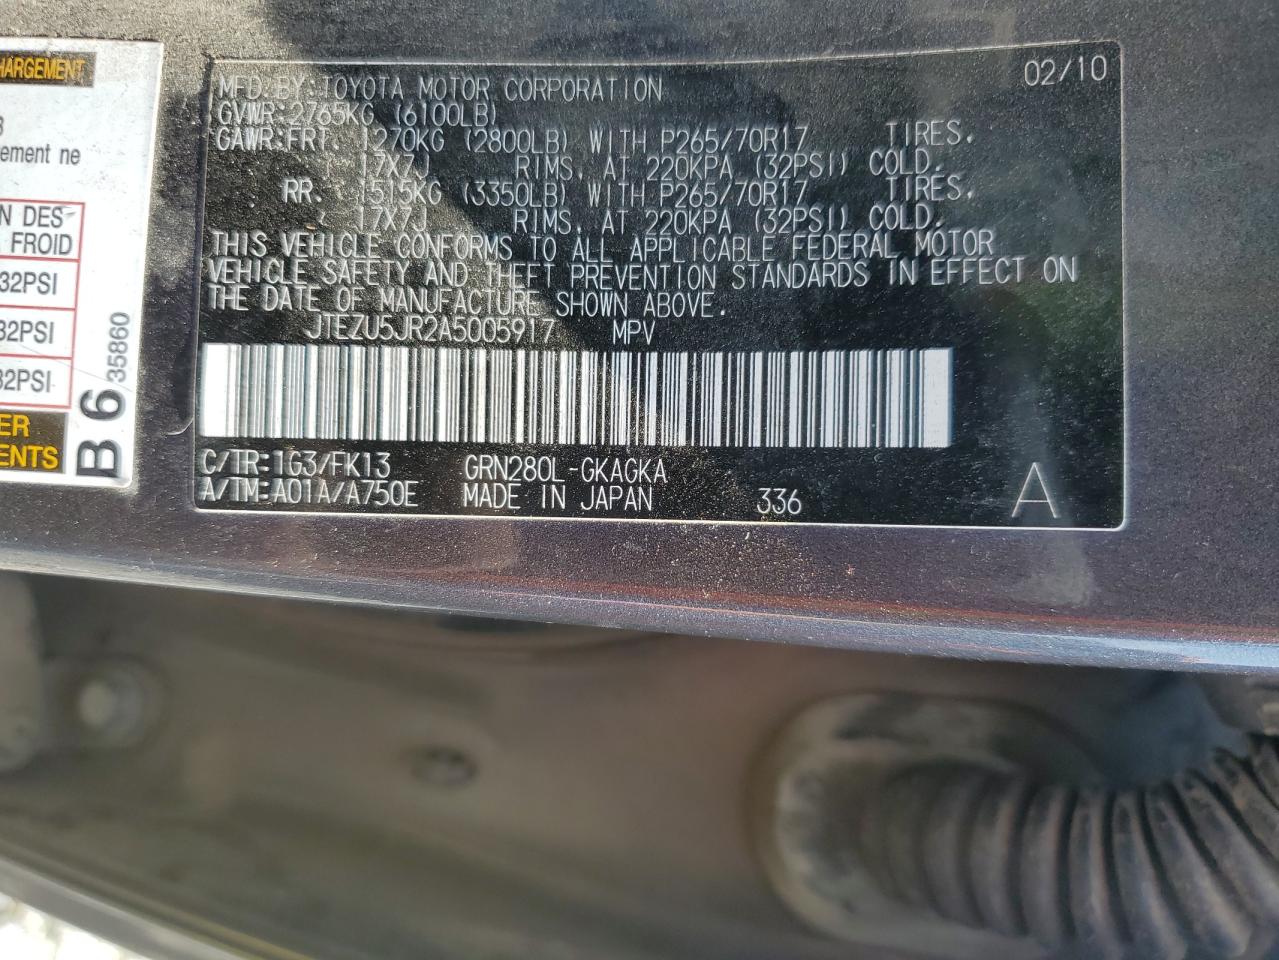 HARGEMENT
ement ne
N DES
FROID
32PSI
32PSI
32PSI
ER
ENTS
B 6
35860
MFD. BY: TOYOTA MOTOR CORPORATION 02/10
GVWR: 2765KG (6100LB)
GAWR: FRT. 1270KG (2800LB) WITH P265/70R17 TIRES,
17X7J RIMS, AT 220KPA (32PSI) COLD.
RR. 1515KG (3350LB) WITH P265/70R17 TIRES,
17X7J RIMS, AT 220KPA (32PSI) COLD.
THIS VEHICLE CONFORMS TO ALL APPLICABLE FEDERAL MOTOR
VEHICLE SAFETY AND THEFT PREVENTION STANDARDS IN EFFECT ON
THE DATE OF MANUFACTURE SHOWN ABOVE.
JTEZU5JR2A5005917 MPV
C/TR: 1G3/FK13 GRN280L-GKAGKA
A/TM: A01A/A750E MADE IN JAPAN 336 A